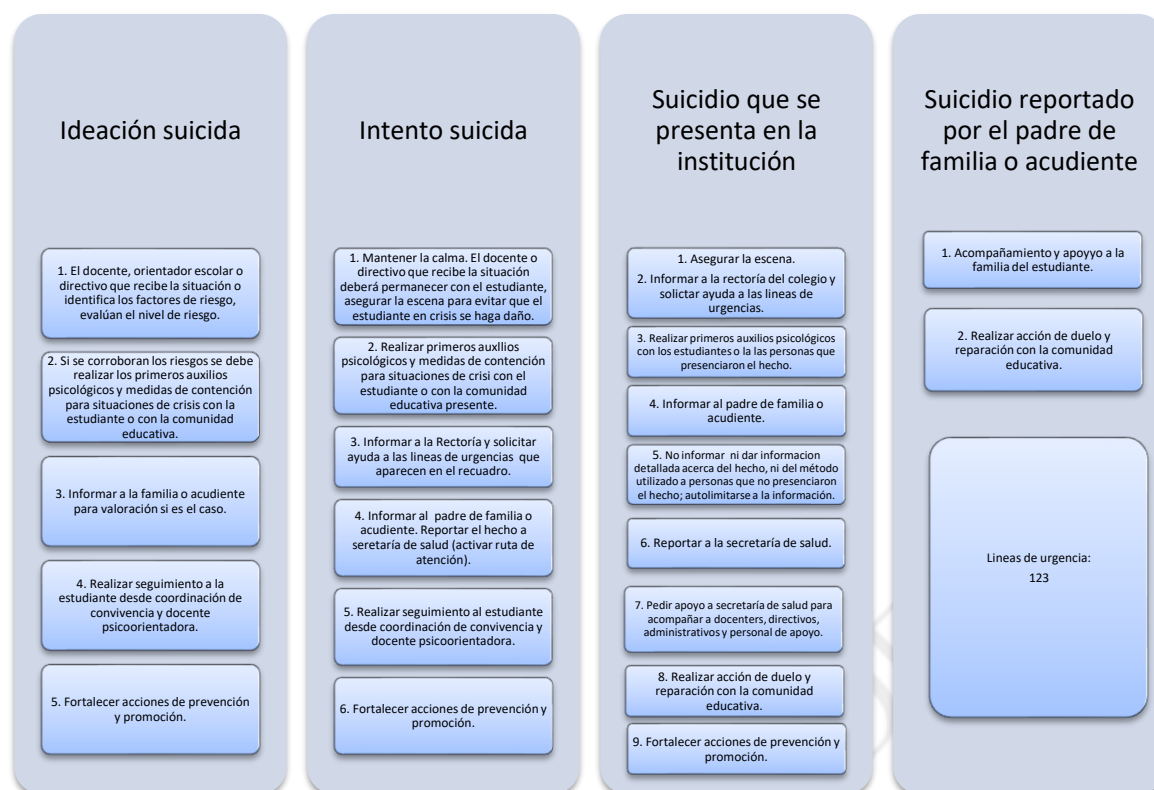 Ideación suicida
1. El docente, orientador escolar o
directivo que recibe la situación o
identifica los factores de riesgo,
evalúan el nivel de riesgo.
2. Si se corroboran los riesgos se debe
realizar los primeros auxilios
psicológicos y medidas de contención
para situaciones de crisis con la
estudiante o con la comunidad
educativa.
3. Informar a la familia o acudiente
para valoración si es el caso.
4. Realizar seguimiento a la
estudiante desde coordinación de
convivencia y docente
psicoorientadora.
5. Fortalecer acciones de prevención
y promoción.
Intento suicida
1. Mantener la calma. El docente o
directivo que recibe la situación
deberá permanecer con el estudiante,
asegurar la escena para evitar que el
estudiante en crisis se haga daño.
2. Realizar primeros auxllios
psicológicos y medidas de contención
para situaciones de crisi con el
estudiante o con la comunidad
educativa presente.
3. Informar a la Rectoría y solicitar
ayuda a las lineas de urgencias que
aparecen en el recuadro.
4. Informar al padre de familia o
acudiente. Reportar el hecho a
seretaría de salud (activar ruta de
atención).
5. Realizar seguimiento al estudiante
desde coordinación de convivencia y
docente psicoorientadora.
6. Fortalecer acciones de prevención y
promoción.
Suicidio que se
presenta en la
institución
1. Asegurar la escena.
2. Informar a la rectoría del colegio y
solictar ayuda a las lineas de
urgencias.
3. Realizar primeros auxilios psicológicos
con los estudiantes o la las personas que
presenciaron el hecho.
4. Informar al padre de familia o
acudiente.
5. No informar ni dar informacion
detallada acerca del hecho, ni del método
utilizado a personas que no presenciaron
el hecho; autolimitarse a la información.
6. Reportar a la secretaría de salud.
7. Pedir apoyo a secretaría de salud para
acompañar a docenters, directivos,
administrativos y personal de apoyo.
8. Realizar acción de duelo y
reparación con la comunidad
educativa.
9. Fortalecer acciones de prevención y
promoción.
Suicidio reportado
por el padre de
familia o acudiente
1. Acompañamiento y apoyyo a la
familia del estudiante.
2. Realizar acción de duelo y
reparación con la comunidad
educativa.
Lineas de urgencia:
123